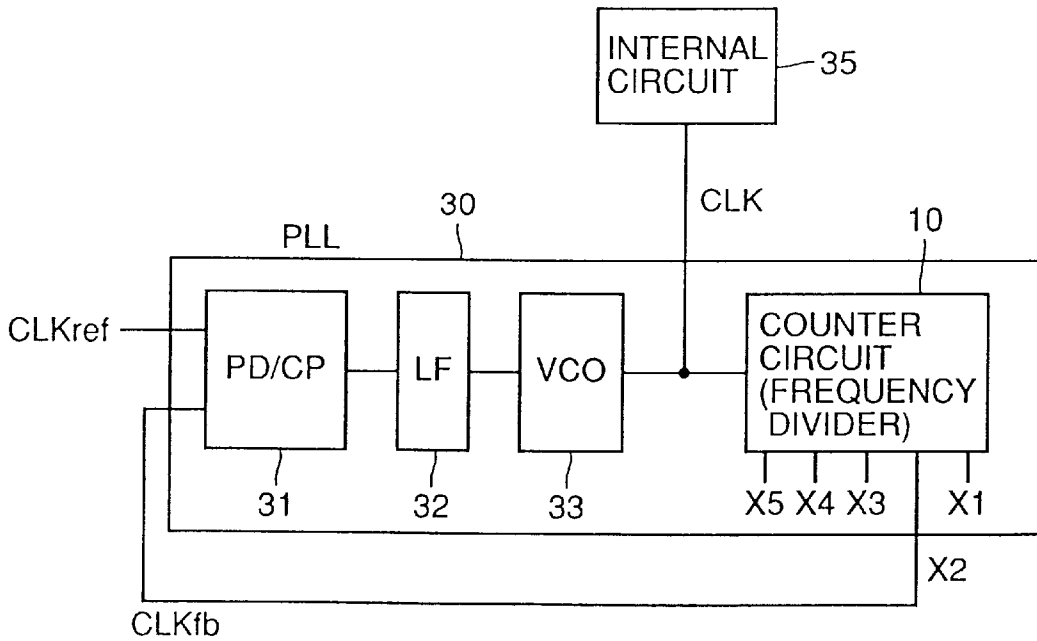 INTERNAL
CIRCUIT
35
CLK
30
10
PLL
CLKref
PD/CP
LF
VCO
COUNTER
CIRCUIT
(FREQUENCY
DIVIDER)
31
32
33
X5 X4 X3 X1
X2
CLKfb